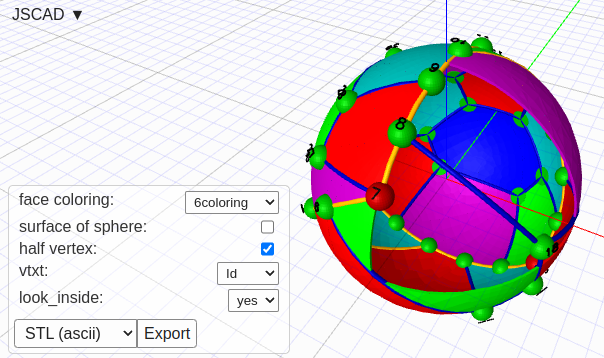 JSCAD ▼
face coloring: 6coloring
surface of sphere:
half vertex:
vtxt: Id
look_inside: yes
STL (ascii) Export
9
8
7